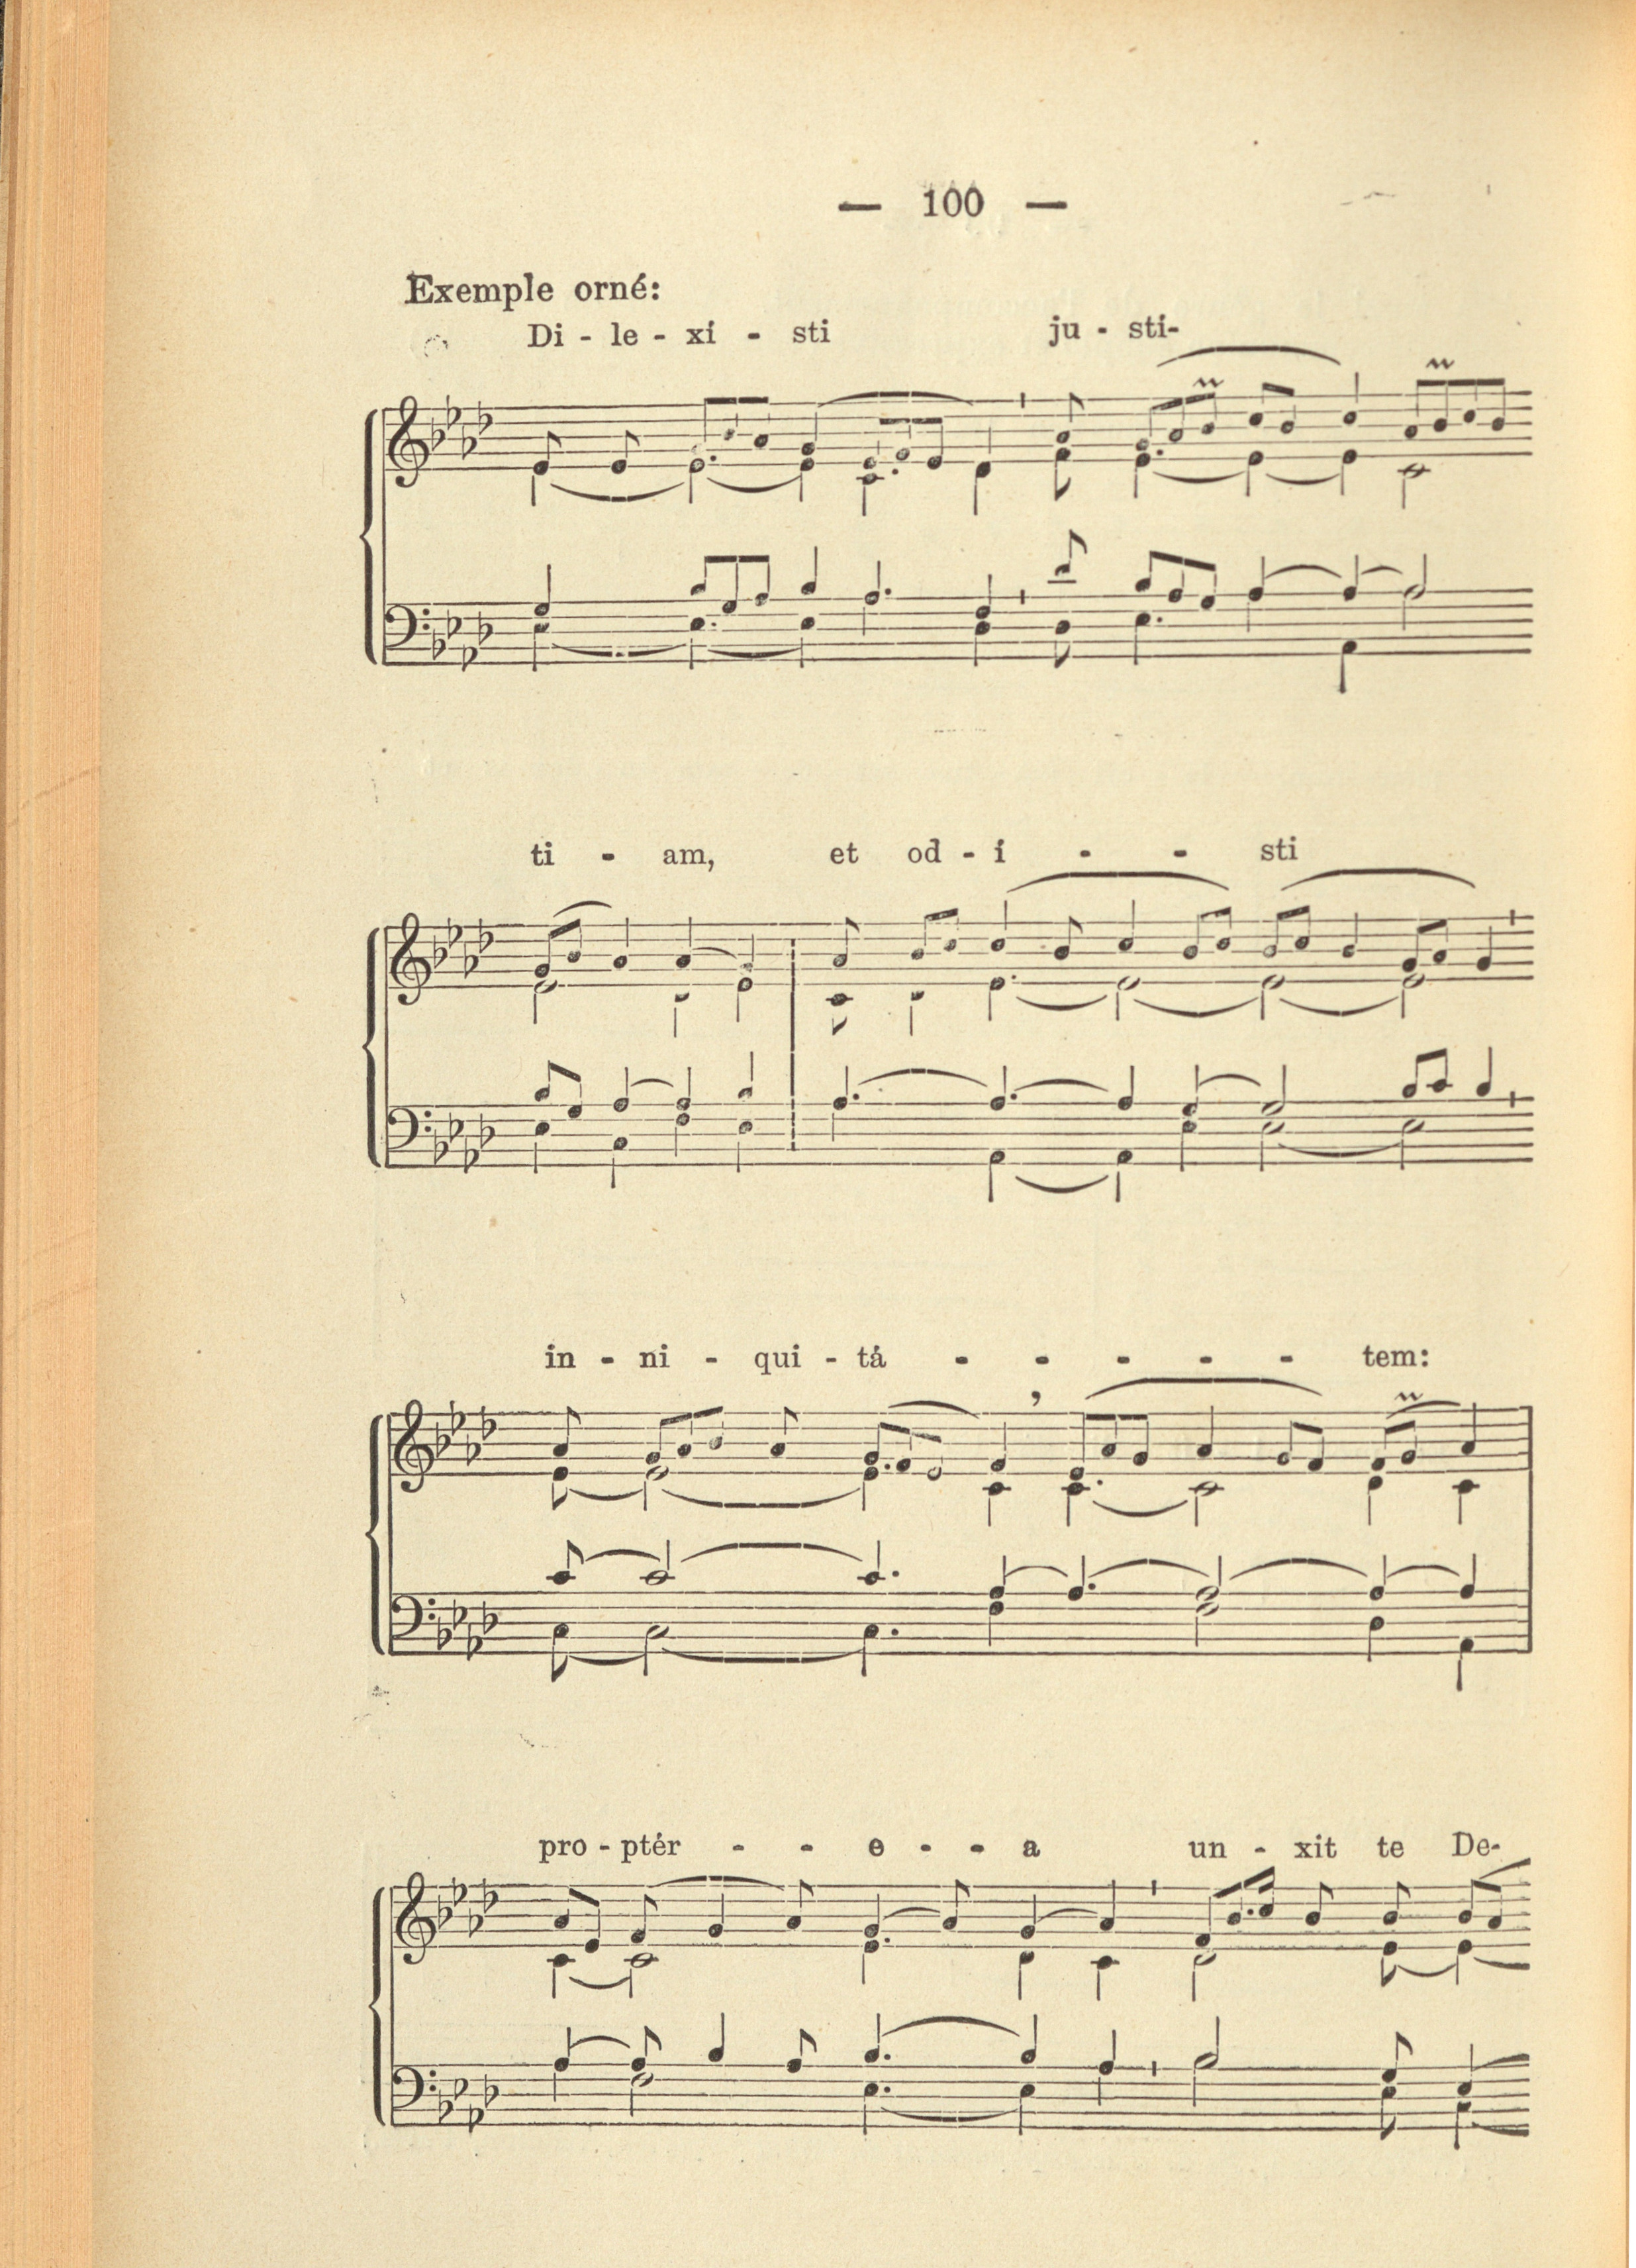 — 100 —
Exemple orné:
Di - le - xí - sti ju - stí-
ti - am, et od - í - - sti
in - ni - qui - tá - - - - - tem:
pro - ptér - - e - - a un - xit te De-